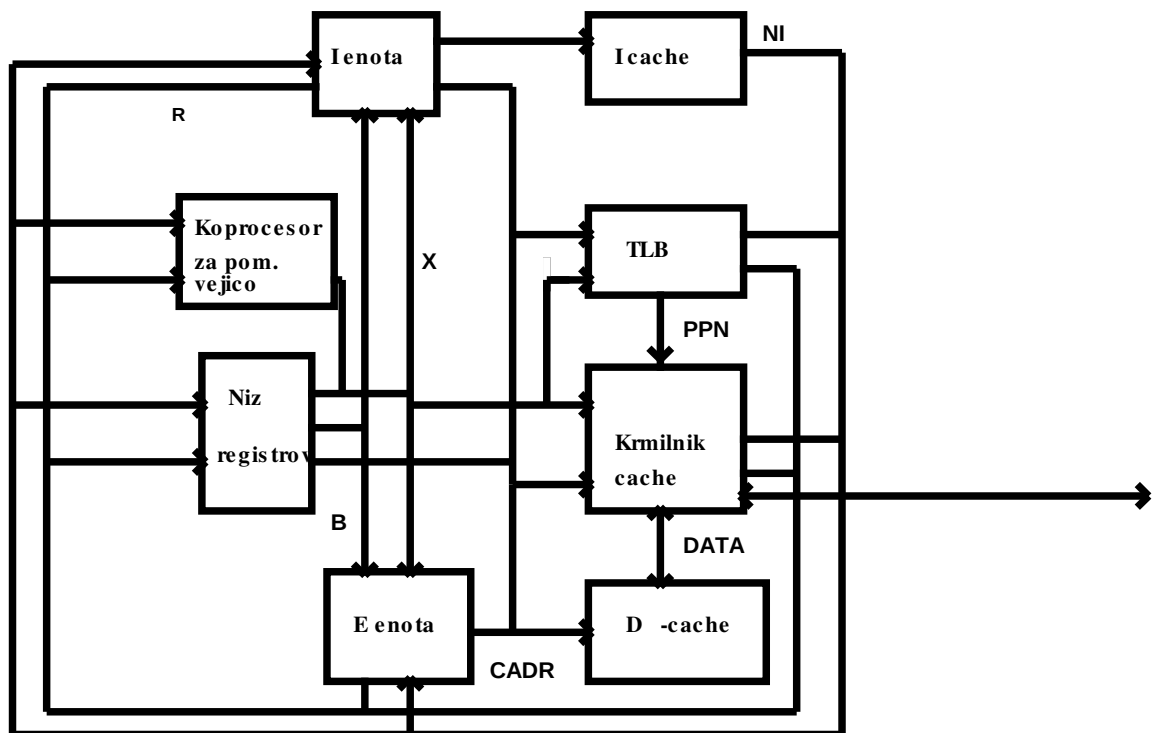 I enota
I cache
NI
R
Koprocesor
za pom.
vejico
X
TLB
PPN
Niz
registrov
Krmilnik
cache
B
DATA
E enota
D -cache
CADR